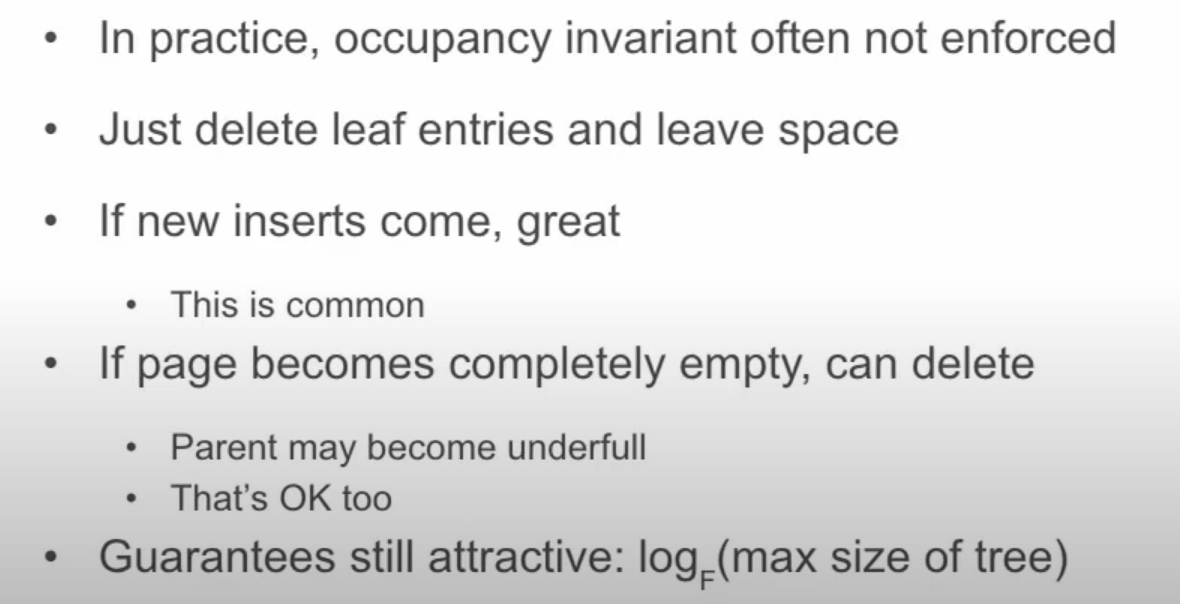 • In practice, occupancy invariant often not enforced
• Just delete leaf entries and leave space
• If new inserts come, great
• This is common
• If page becomes completely empty, can delete
• Parent may become underfull
• That's OK too
• Guarantees still attractive: log_F(max size of tree)